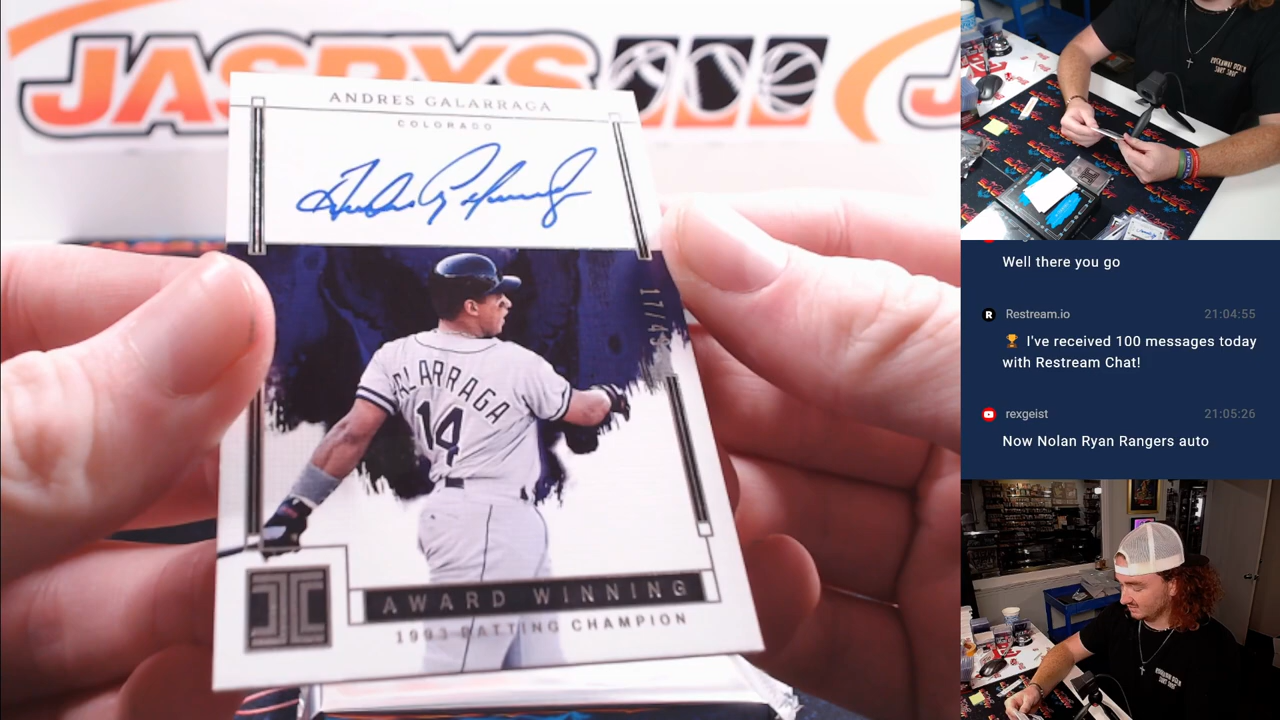 JASPYS
ANDRES GALARRAGA
COLORADO
GALARRAGA
14
AWARD WINNING
1993 BATTING CHAMPION
Well there you go
Restream.io 21:04:55
🏆 I've received 100 messages today
with Restream Chat!
rexgeist 21:05:26
Now Nolan Ryan Rangers auto